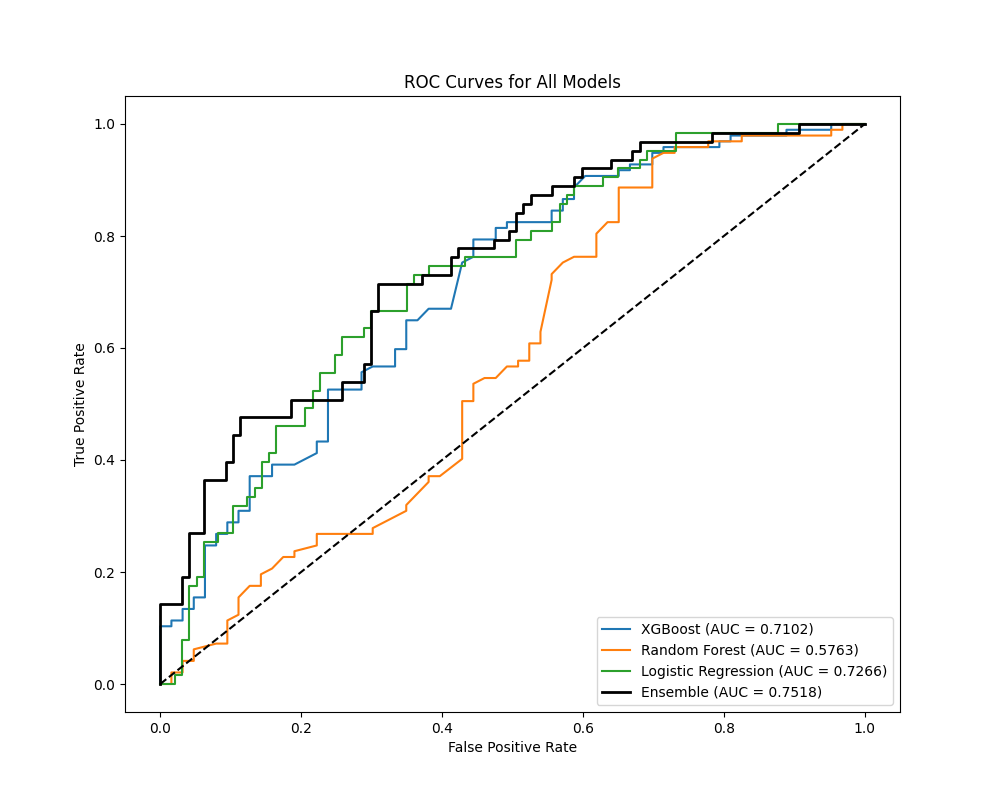 ROC Curves for All Models
True Positive Rate
1.0
0.8
0.6
0.4
0.2
0.0
XGBoost (AUC = 0.7102)
Random Forest (AUC = 0.5763)
Logistic Regression (AUC = 0.7266)
Ensemble (AUC = 0.7518)
0.0 0.2 0.4 0.6 0.8 1.0
False Positive Rate